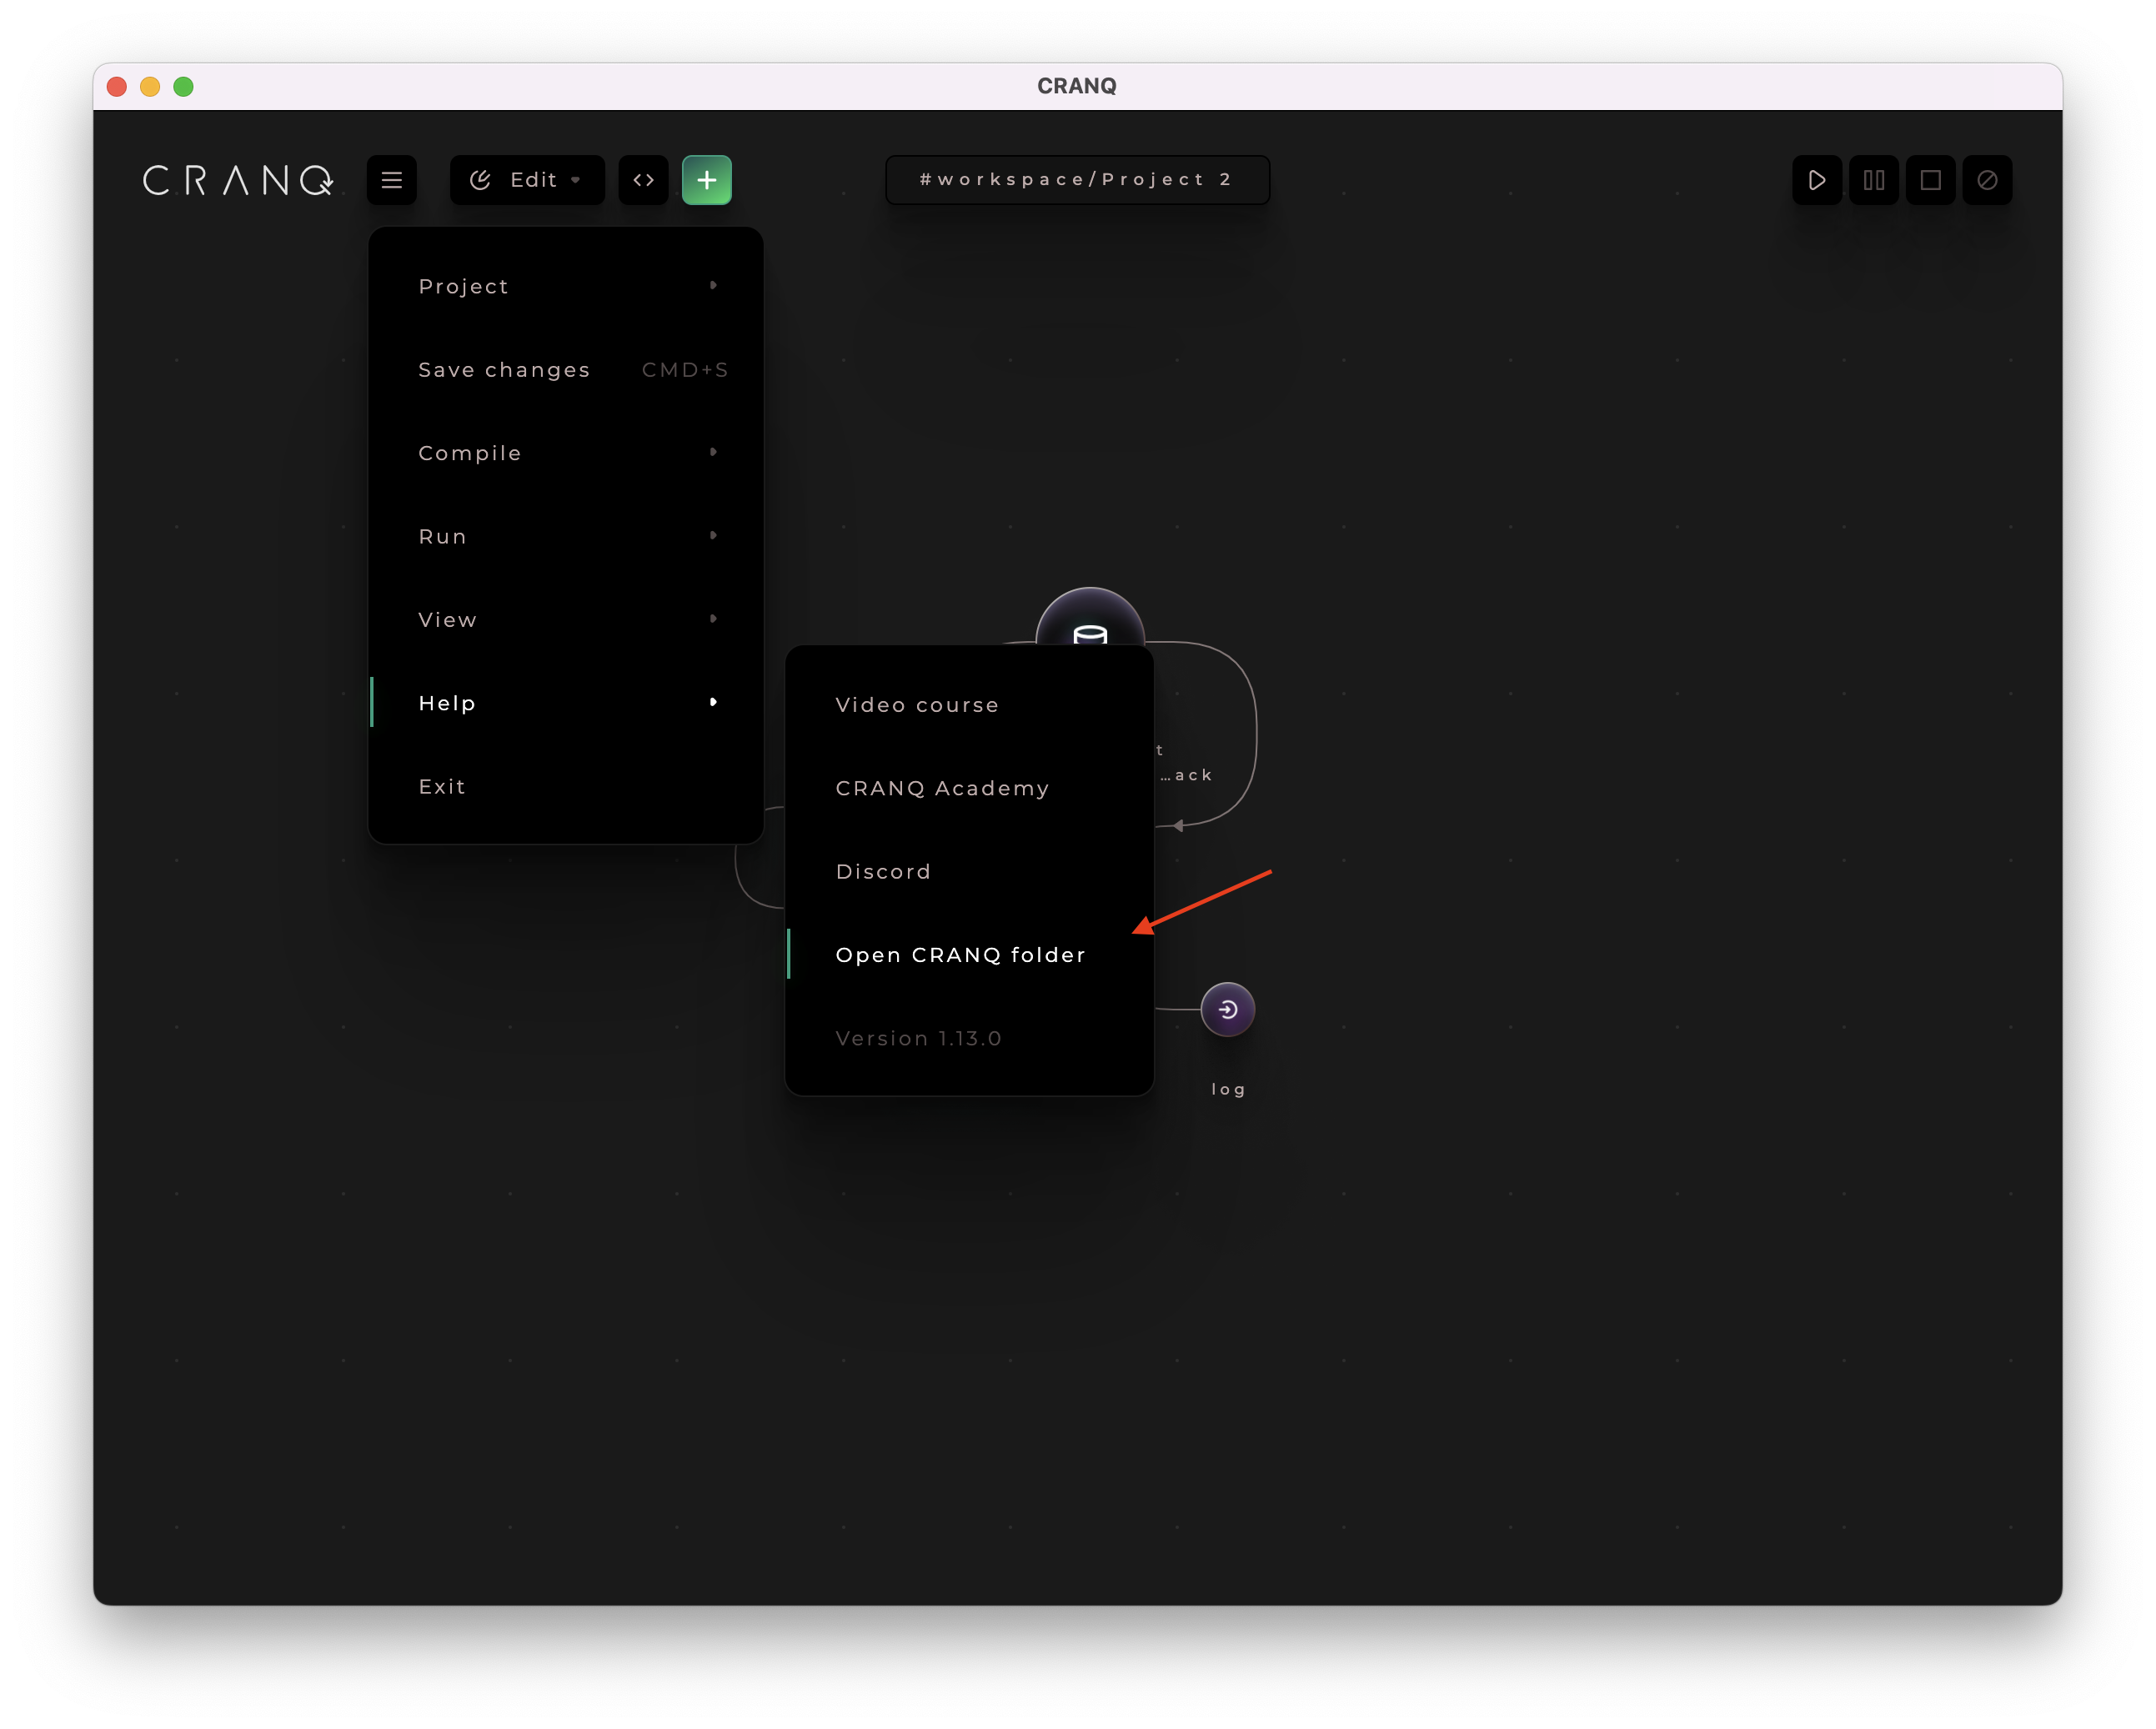 CRANQ
CRANQ
Edit
#workspace/Project 2
Project
Save changes CMD+S
Compile
Run
View
Help
Exit
Video course
CRANQ Academy
Discord
Open CRANQ folder
Version 1.13.0
t
…ack
log